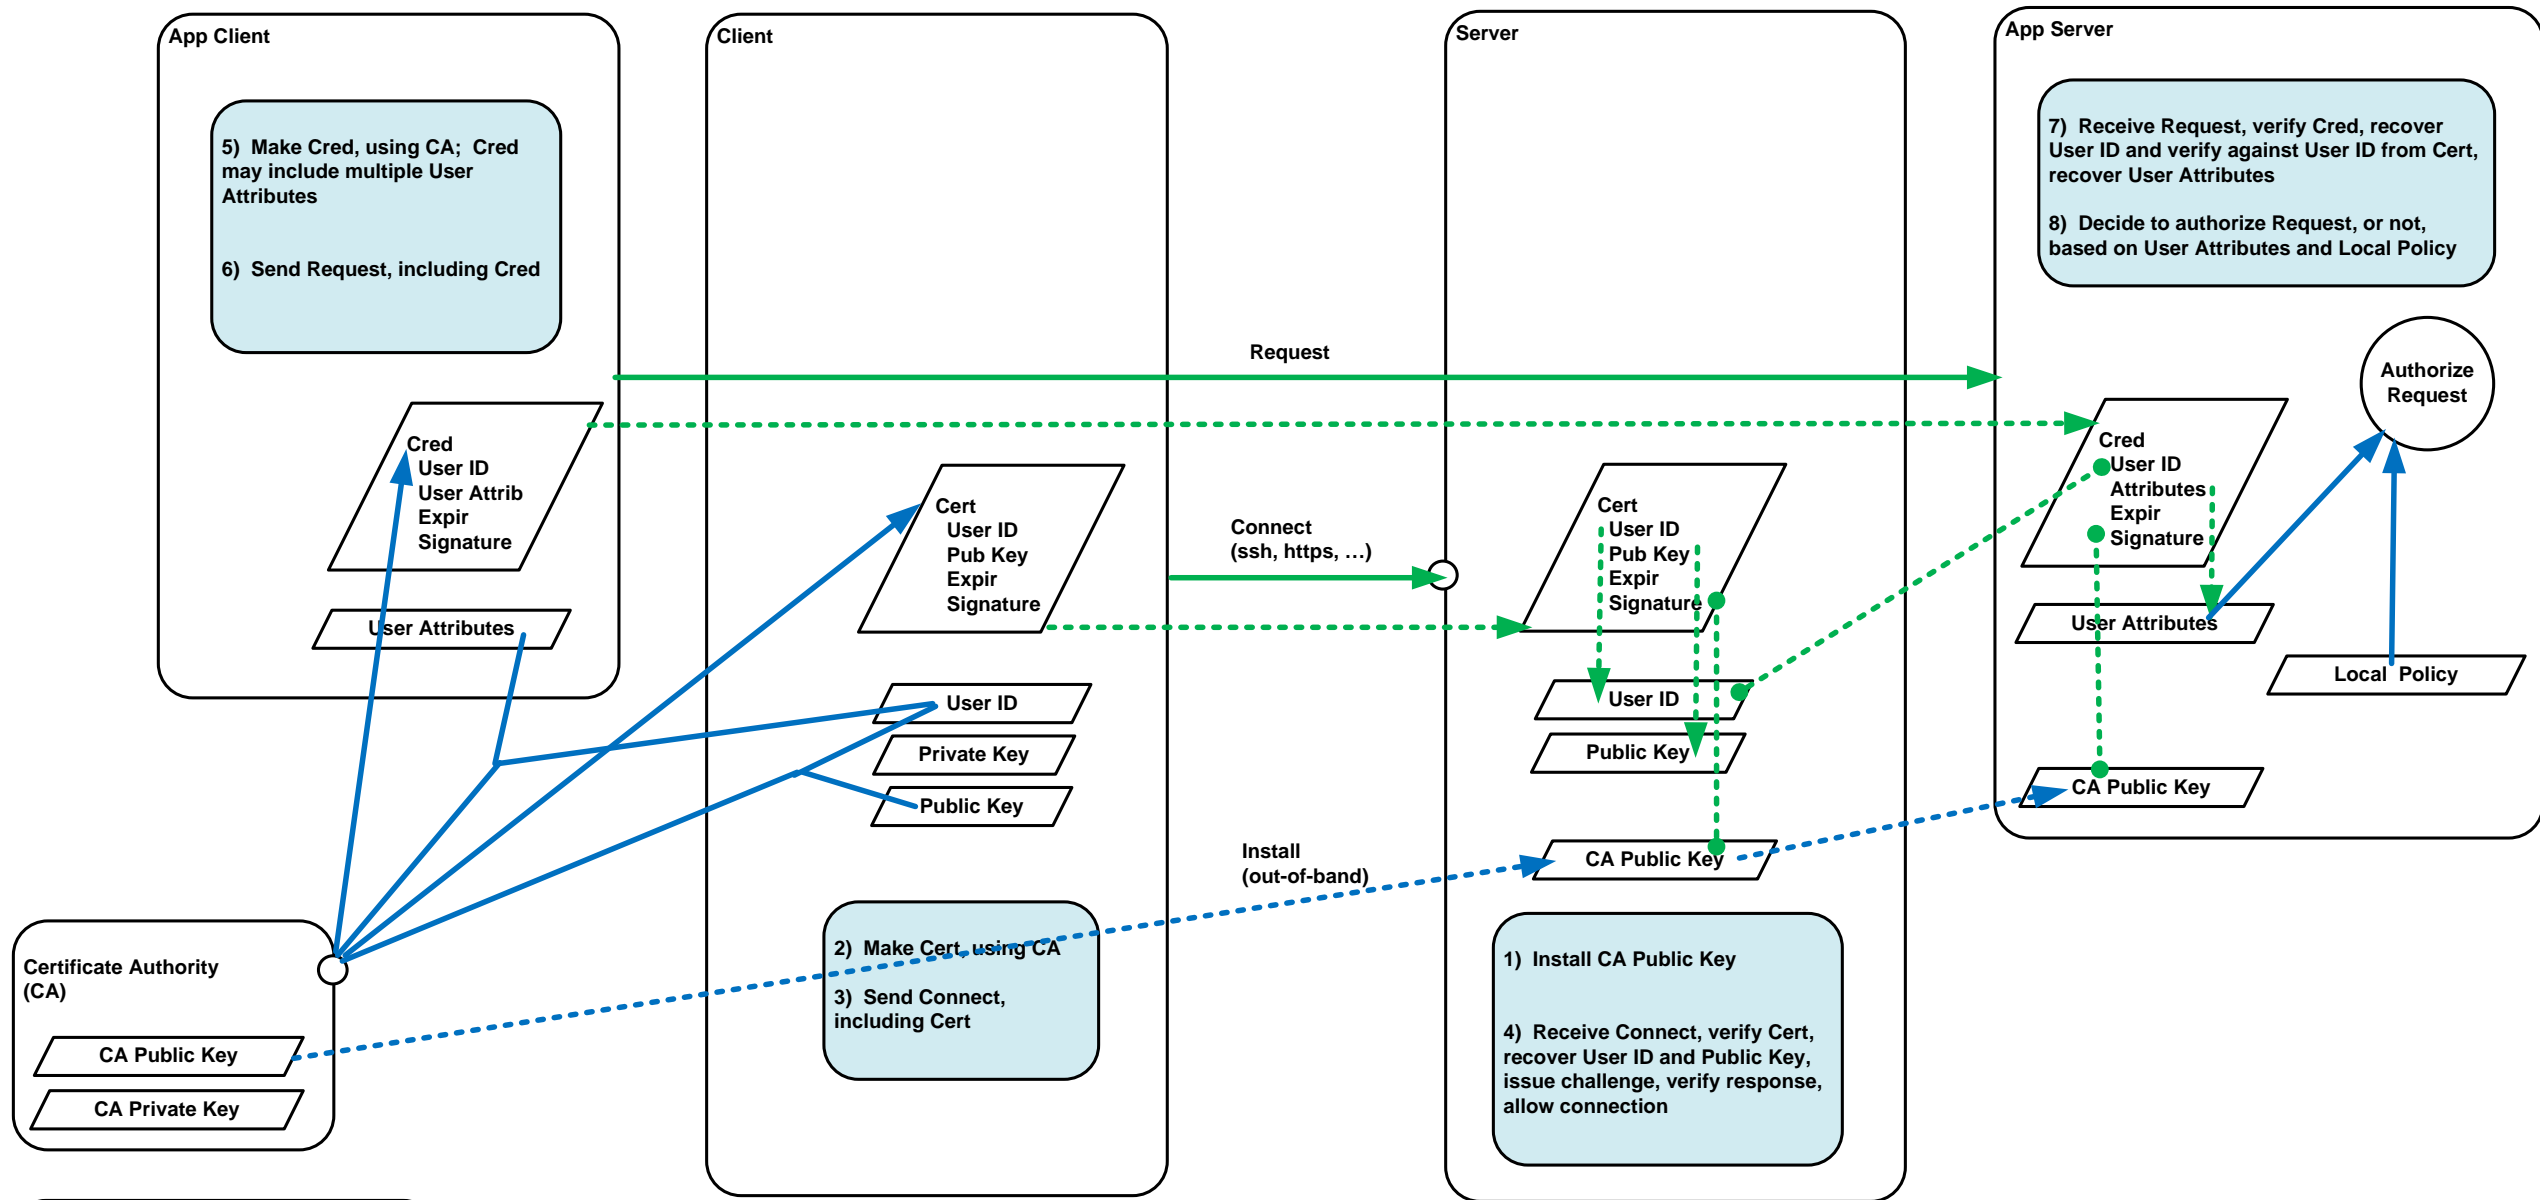 App Client
5) Make Cred, using CA; Cred
may include multiple User
Attributes
6) Send Request, including Cred
Cred
User ID
User Attrib
Expir
Signature
User Attributes
Certificate Authority
(CA)
CA Public Key
CA Private Key
Client
Cert
User ID
Pub Key
Expir
Signature
User ID
Private Key
Public Key
2) Make Cert, using CA
3) Send Connect,
including Cert
Request
Connect
(ssh, https, …)
Install
(out-of-band)
Server
Cert
User ID
Pub Key
Expir
Signature
User ID
Public Key
CA Public Key
1) Install CA Public Key
4) Receive Connect, verify Cert,
recover User ID and Public Key,
issue challenge, verify response,
allow connection
App Server
7) Receive Request, verify Cred, recover
User ID and verify against User ID from Cert,
recover User Attributes
8) Decide to authorize Request, or not,
based on User Attributes and Local Policy
Authorize
Request
Cred
User ID
Attributes
Expir
Signature
User Attributes
Local Policy
CA Public Key